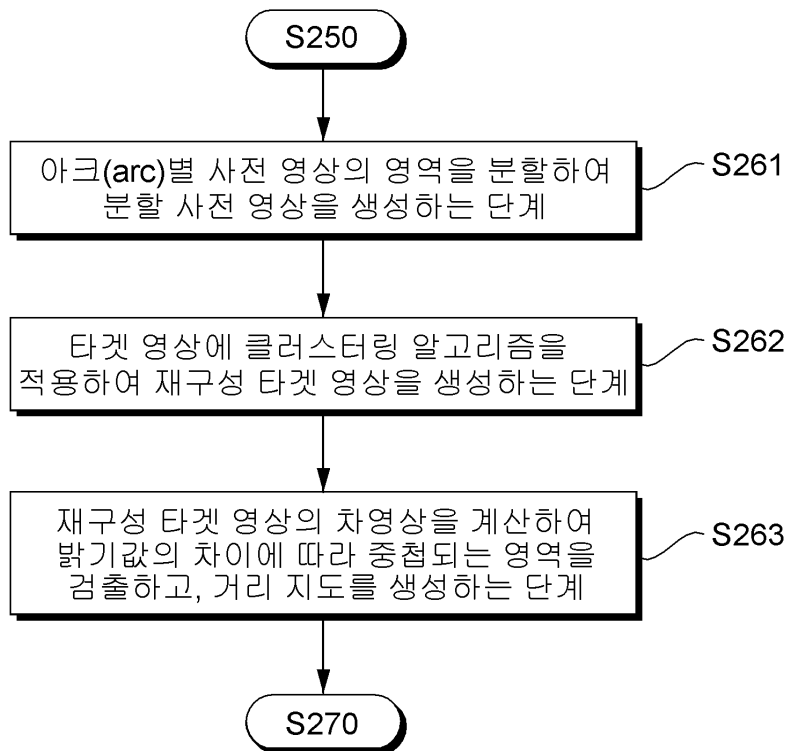 S250
아크(arc)별 사전 영상의 영역을 분할하여
분할 사전 영상을 생성하는 단계
S261
타겟 영상에 클러스터링 알고리즘을
적용하여 재구성 타겟 영상을 생성하는 단계
S262
재구성 타겟 영상의 차영상을 계산하여
밝기값의 차이에 따라 중첩되는 영역을
검출하고, 거리 지도를 생성하는 단계
S263
S270